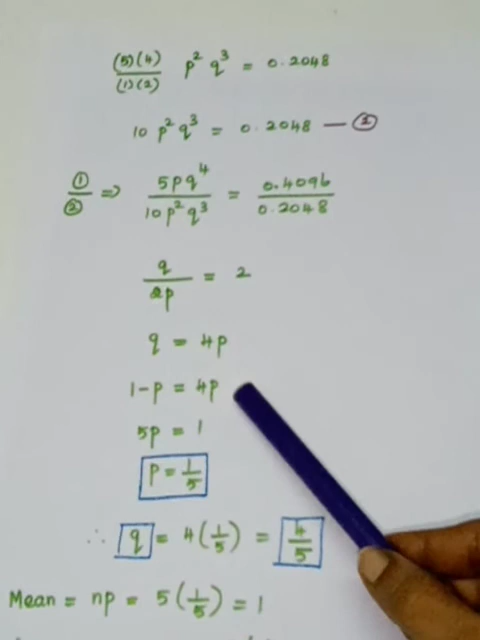 (5)(4)/(1)(2) p² q³ = 0.2048
10 p² q³ = 0.2048 — ②
①/② ⇒ 5pq⁴/10p²q³ = 0.4096/0.2048
q/2p = 2
q = 4p
1-p = 4p
5p = 1
p = 1/5
∴ q = 4(1/5) = 4/5
Mean = np = 5(1/5) = 1